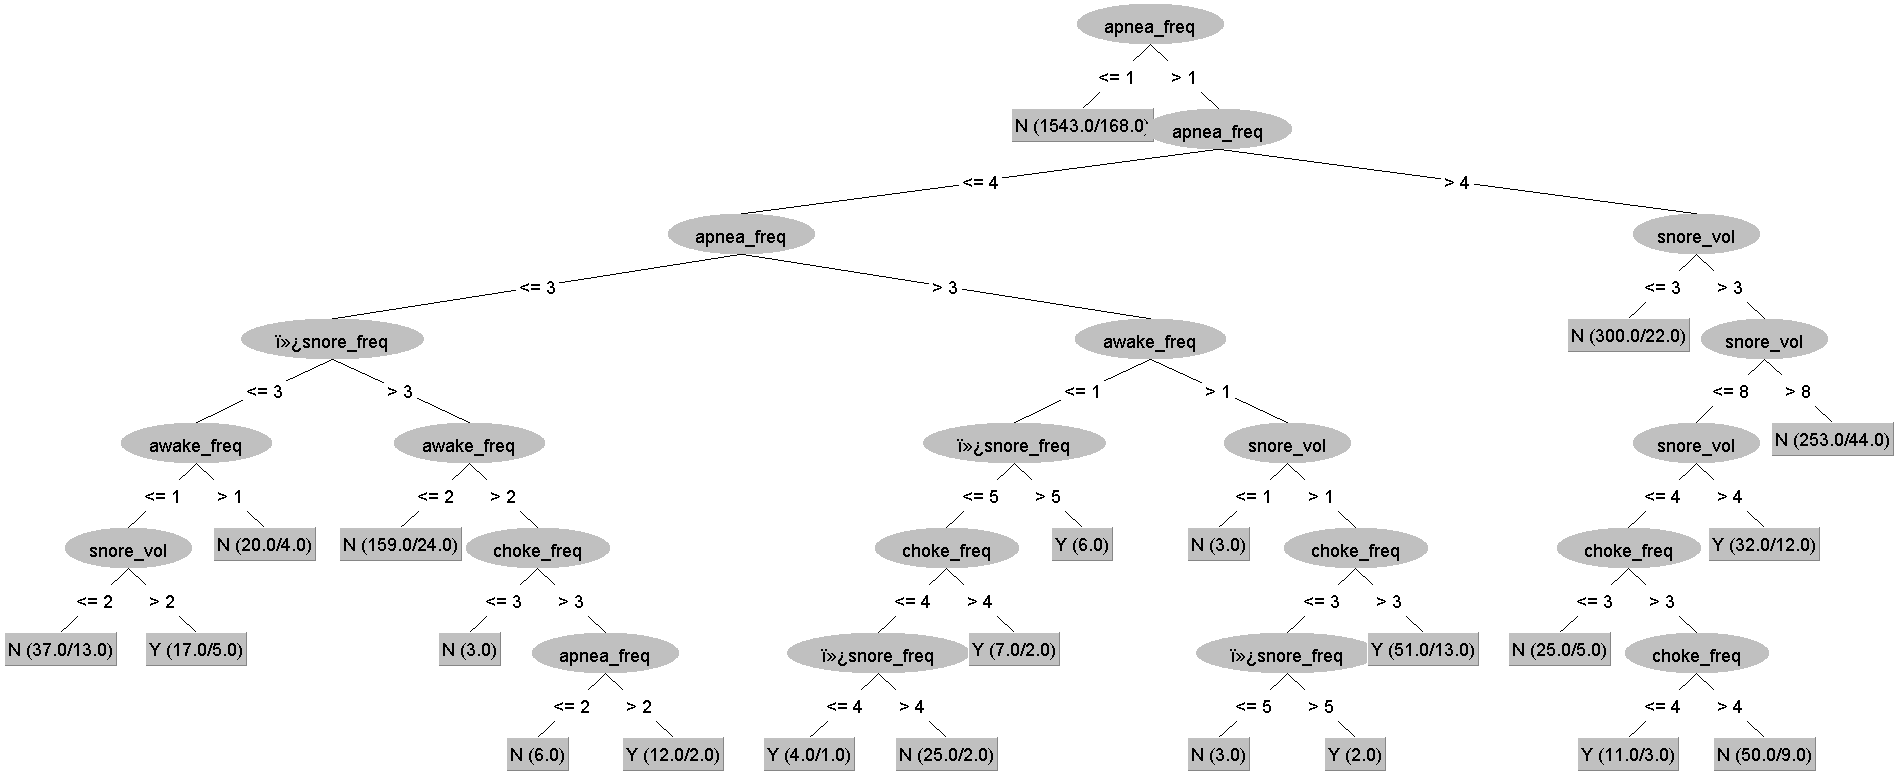 apnea_freq
<= 1 > 1
N (1543.0/168.0) apnea_freq
<= 4 > 4
apnea_freq snore_vol
<= 3 > 3 <= 3 > 3
ï»¿snore_freq awake_freq N (300.0/22.0) snore_vol
<= 3 > 3 <= 1 > 1 <= 8 > 8
awake_freq awake_freq ï»¿snore_freq snore_vol snore_vol N (253.0/44.0)
<= 1 > 1 <= 2 > 2 <= 5 > 5 <= 1 > 1 <= 4 > 4
snore_vol N (20.0/4.0) N (159.0/24.0) choke_freq choke_freq Y (6.0) N (3.0) choke_freq choke_freq Y (32.0/12.0)
<= 2 > 2 <= 3 > 3 <= 4 > 4 <= 3 > 3 <= 3 > 3
N (37.0/13.0) Y (17.0/5.0) N (3.0) apnea_freq ï»¿snore_freq Y (7.0/2.0) ï»¿snore_freq Y (51.0/13.0) N (25.0/5.0) choke_freq
<= 2 > 2 <= 4 > 4 <= 5 > 5 <= 4 > 4
N (6.0) Y (12.0/2.0) Y (4.0/1.0) N (25.0/2.0) N (3.0) Y (2.0) Y (11.0/3.0) N (50.0/9.0)